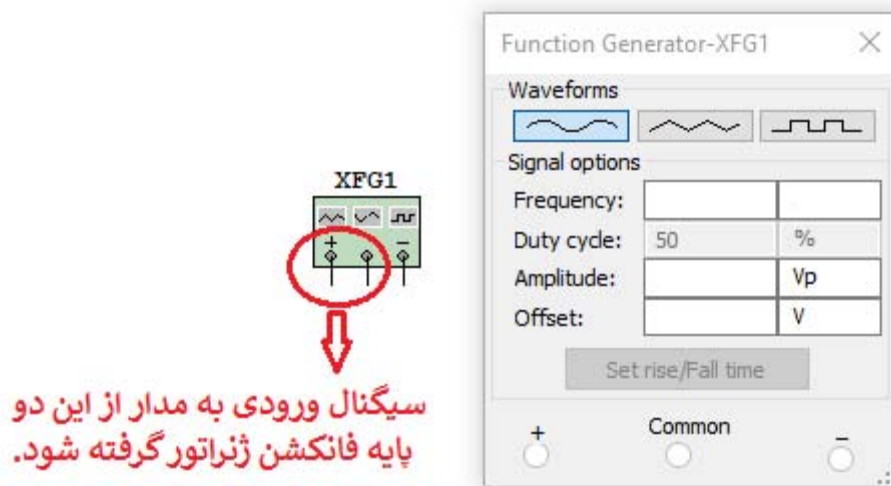 Function Generator-XFG1
Waveforms
Signal options
Frequency:
Duty cycle: 50 %
Amplitude: Vp
Offset: V
Set rise/Fall time
+ Common −
XFG1
+ −
سیگنال ورودی به مدار از این دو
پایه فانکشن ژنراتور گرفته شود.